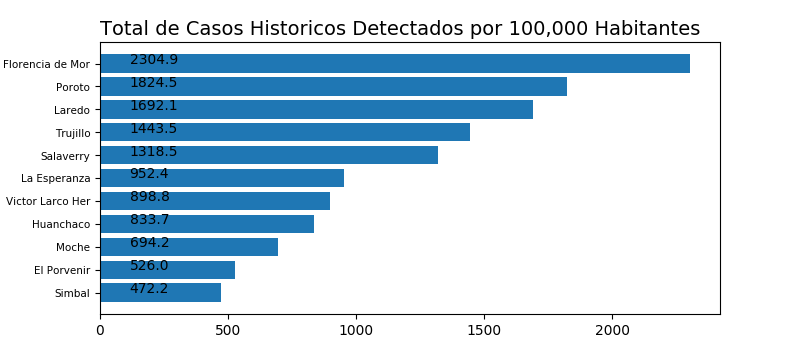 Total de Casos Historicos Detectados por 100,000 Habitantes
Florencia de Mor 2304.9
Poroto 1824.5
Laredo 1692.1
Trujillo 1443.5
Salaverry 1318.5
La Esperanza 952.4
Victor Larco Her 898.8
Huanchaco 833.7
Moche 694.2
El Porvenir 526.0
Simbal 472.2
0 500 1000 1500 2000